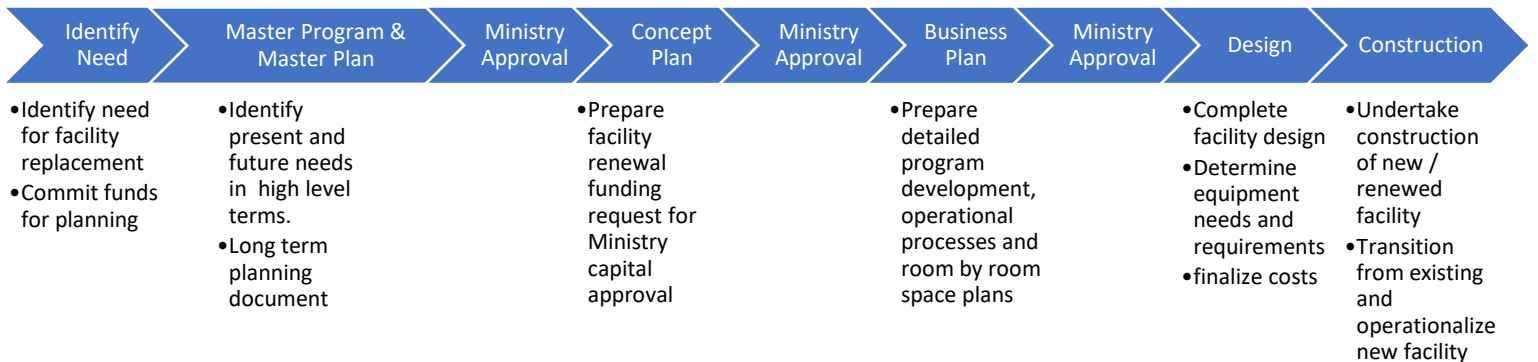 Identify
Need
Master Program &
Master Plan
Ministry
Approval
Concept
Plan
Ministry
Approval
Business
Plan
Ministry
Approval
Design
Construction
•Identify need
for facility
replacement
•Commit funds
for planning
•Identify
present and
future needs
in high level
terms.
•Long term
planning
document
•Prepare
facility
renewal
funding
request for
Ministry
capital
approval
•Prepare
detailed
program
development,
operational
processes and
room by room
space plans
•Complete
facility design
•Determine
equipment
needs and
requirements
•finalize costs
•Undertake
construction
of new /
renewed
facility
•Transition
from existing
and
operationalize
new facility